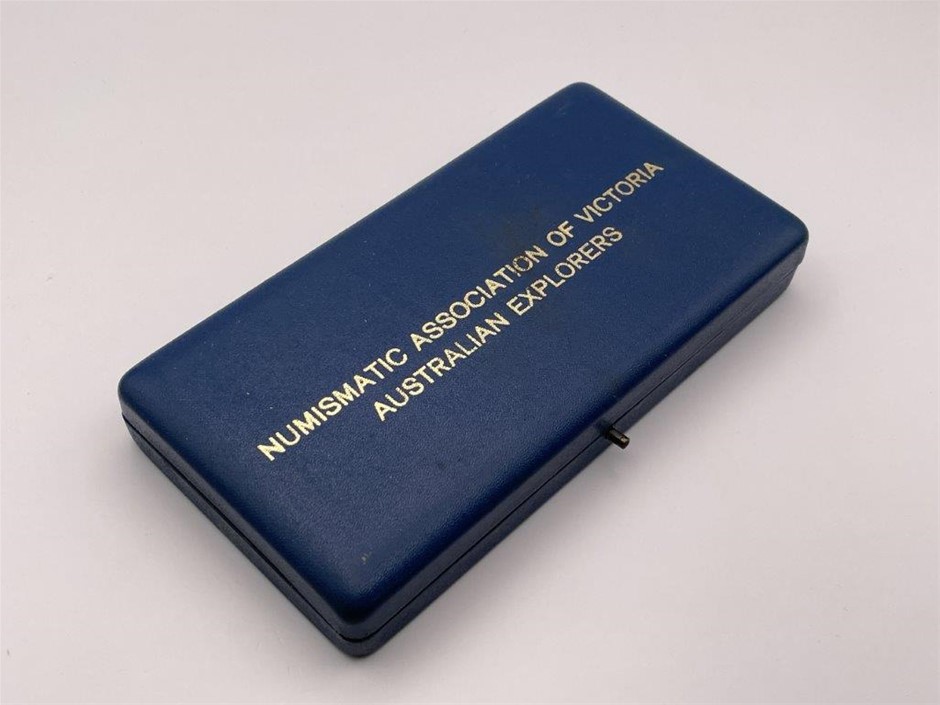 NUMISMATIC ASSOCIATION OF VICTORIA
AUSTRALIAN EXPLORERS